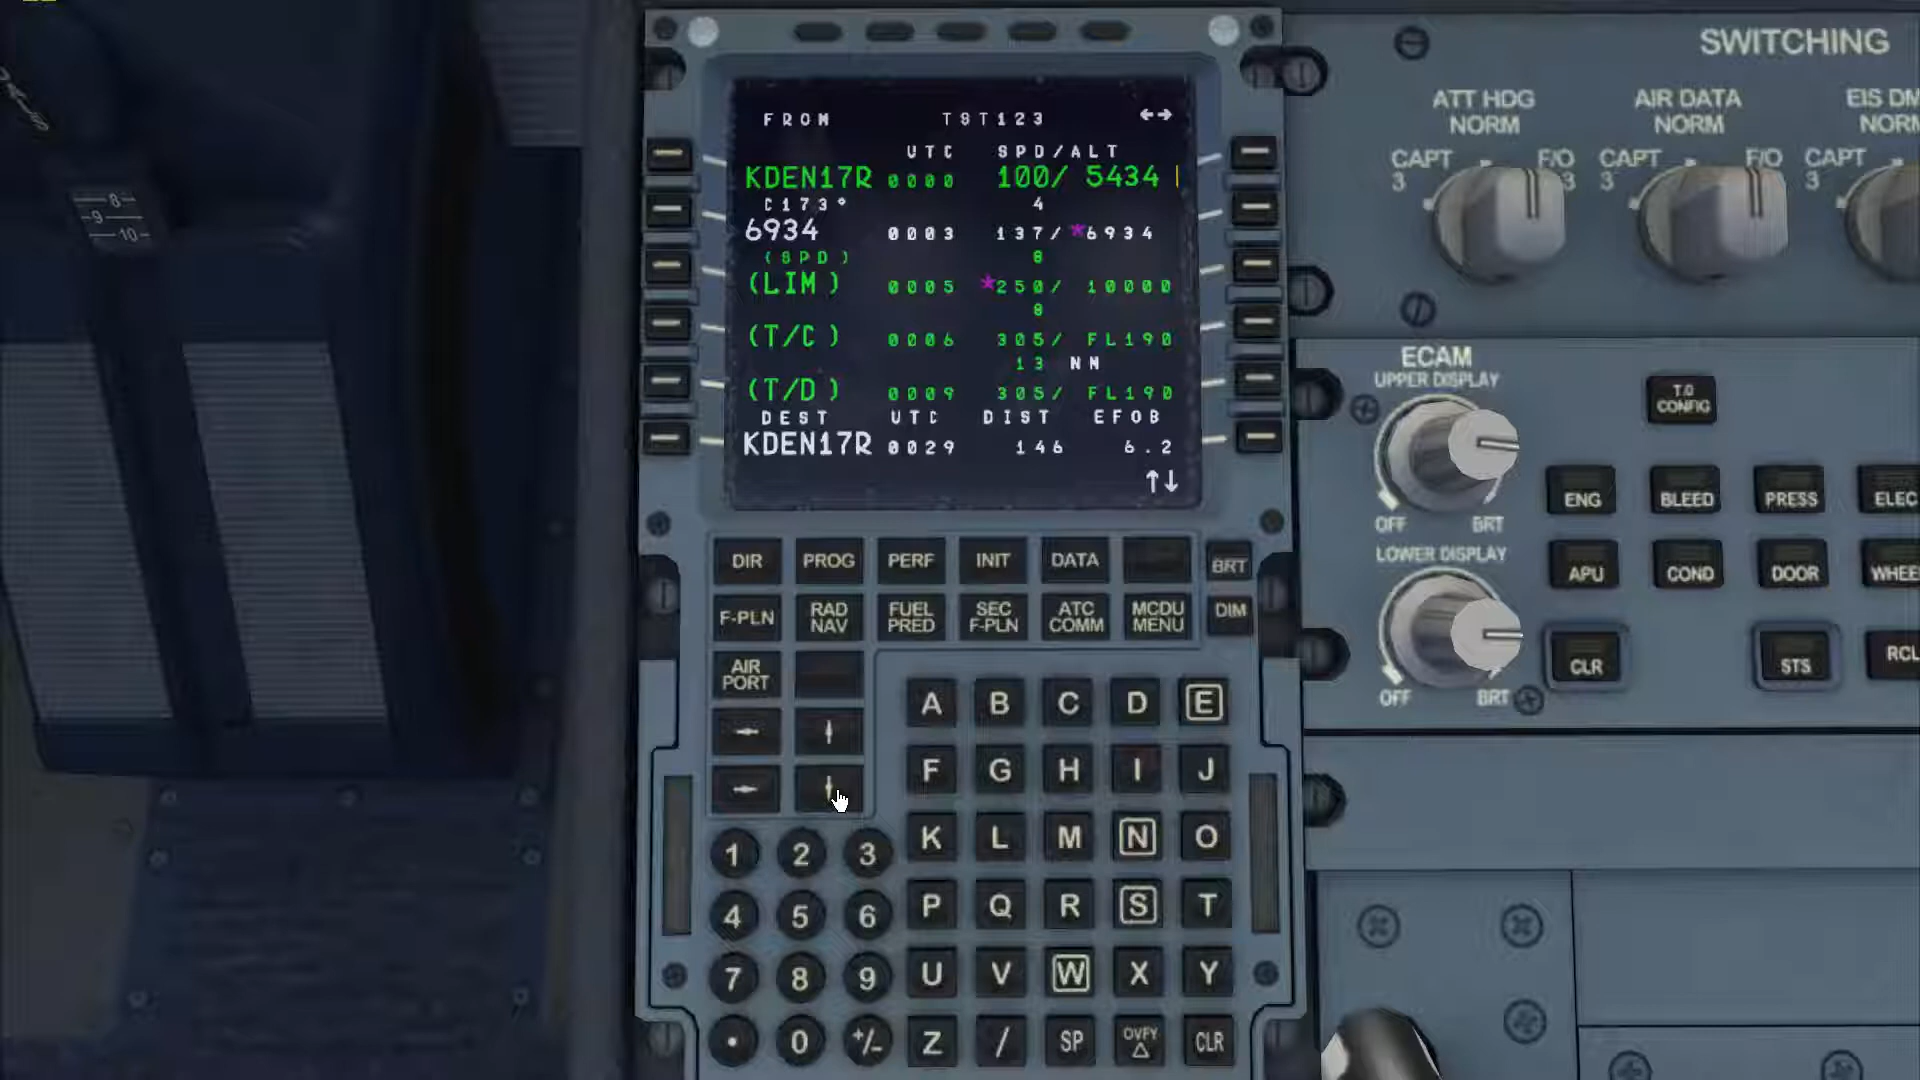 FROM TST123 ←→
UTC SPD/ALT
KDEN17R 0000 100/ 5434
C173° 4
6934 0003 137/*6934
(SPD) 8
(LIM) 0005 *250/ 10000
8
(T/C) 0006 305/ FL190
13 NM
(T/D) 0009 305/ FL190
DEST UTC DIST EFOB
KDEN17R 0029 146 6.2
↑↓
DIR PROG PERF INIT DATA BRT
F-PLN RAD NAV FUEL PRED SEC F-PLN ATC COMM MCDU MENU DIM
AIR PORT
A B C D E
F G H I J
1 2 3 K L M N O
4 5 6 P Q R S T
7 8 9 U V W X Y
. 0 +/- Z / SP OVFY △ CLR
SWITCHING
ATT HDG AIR DATA EIS DM
NORM NORM NORM
CAPT 3 F/O 3 CAPT 3 F/O 3 CAPT 3
ECAM
UPPER DISPLAY
OFF BRT
T.O CONFIG
LOWER DISPLAY
OFF BRT
ENG BLEED PRESS ELEC
APU COND DOOR WHEE
CLR STS RCL
8
9
10